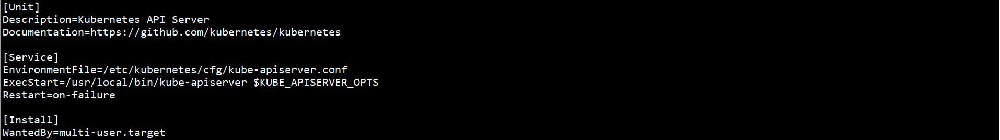 [Unit]
Description=Kubernetes API Server
Documentation=https://github.com/kubernetes/kubernetes
[Service]
EnvironmentFile=/etc/kubernetes/cfg/kube-apiserver.conf
ExecStart=/usr/local/bin/kube-apiserver $KUBE_APISERVER_OPTS
Restart=on-failure
[Install]
WantedBy=multi-user.target